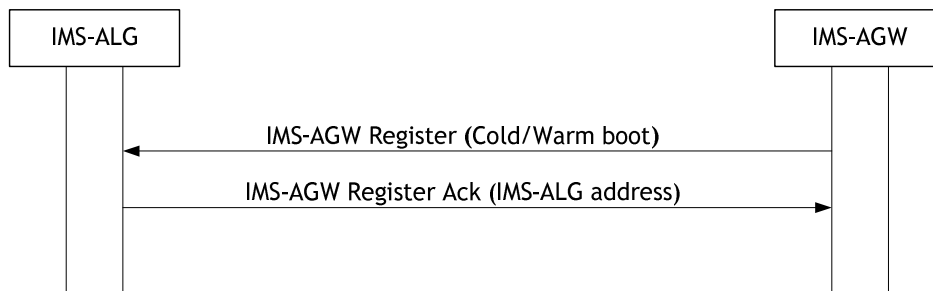 IMS-ALG
IMS-AGW
IMS-AGW Register (Cold/Warm boot)
IMS-AGW Register Ack (IMS-ALG address)